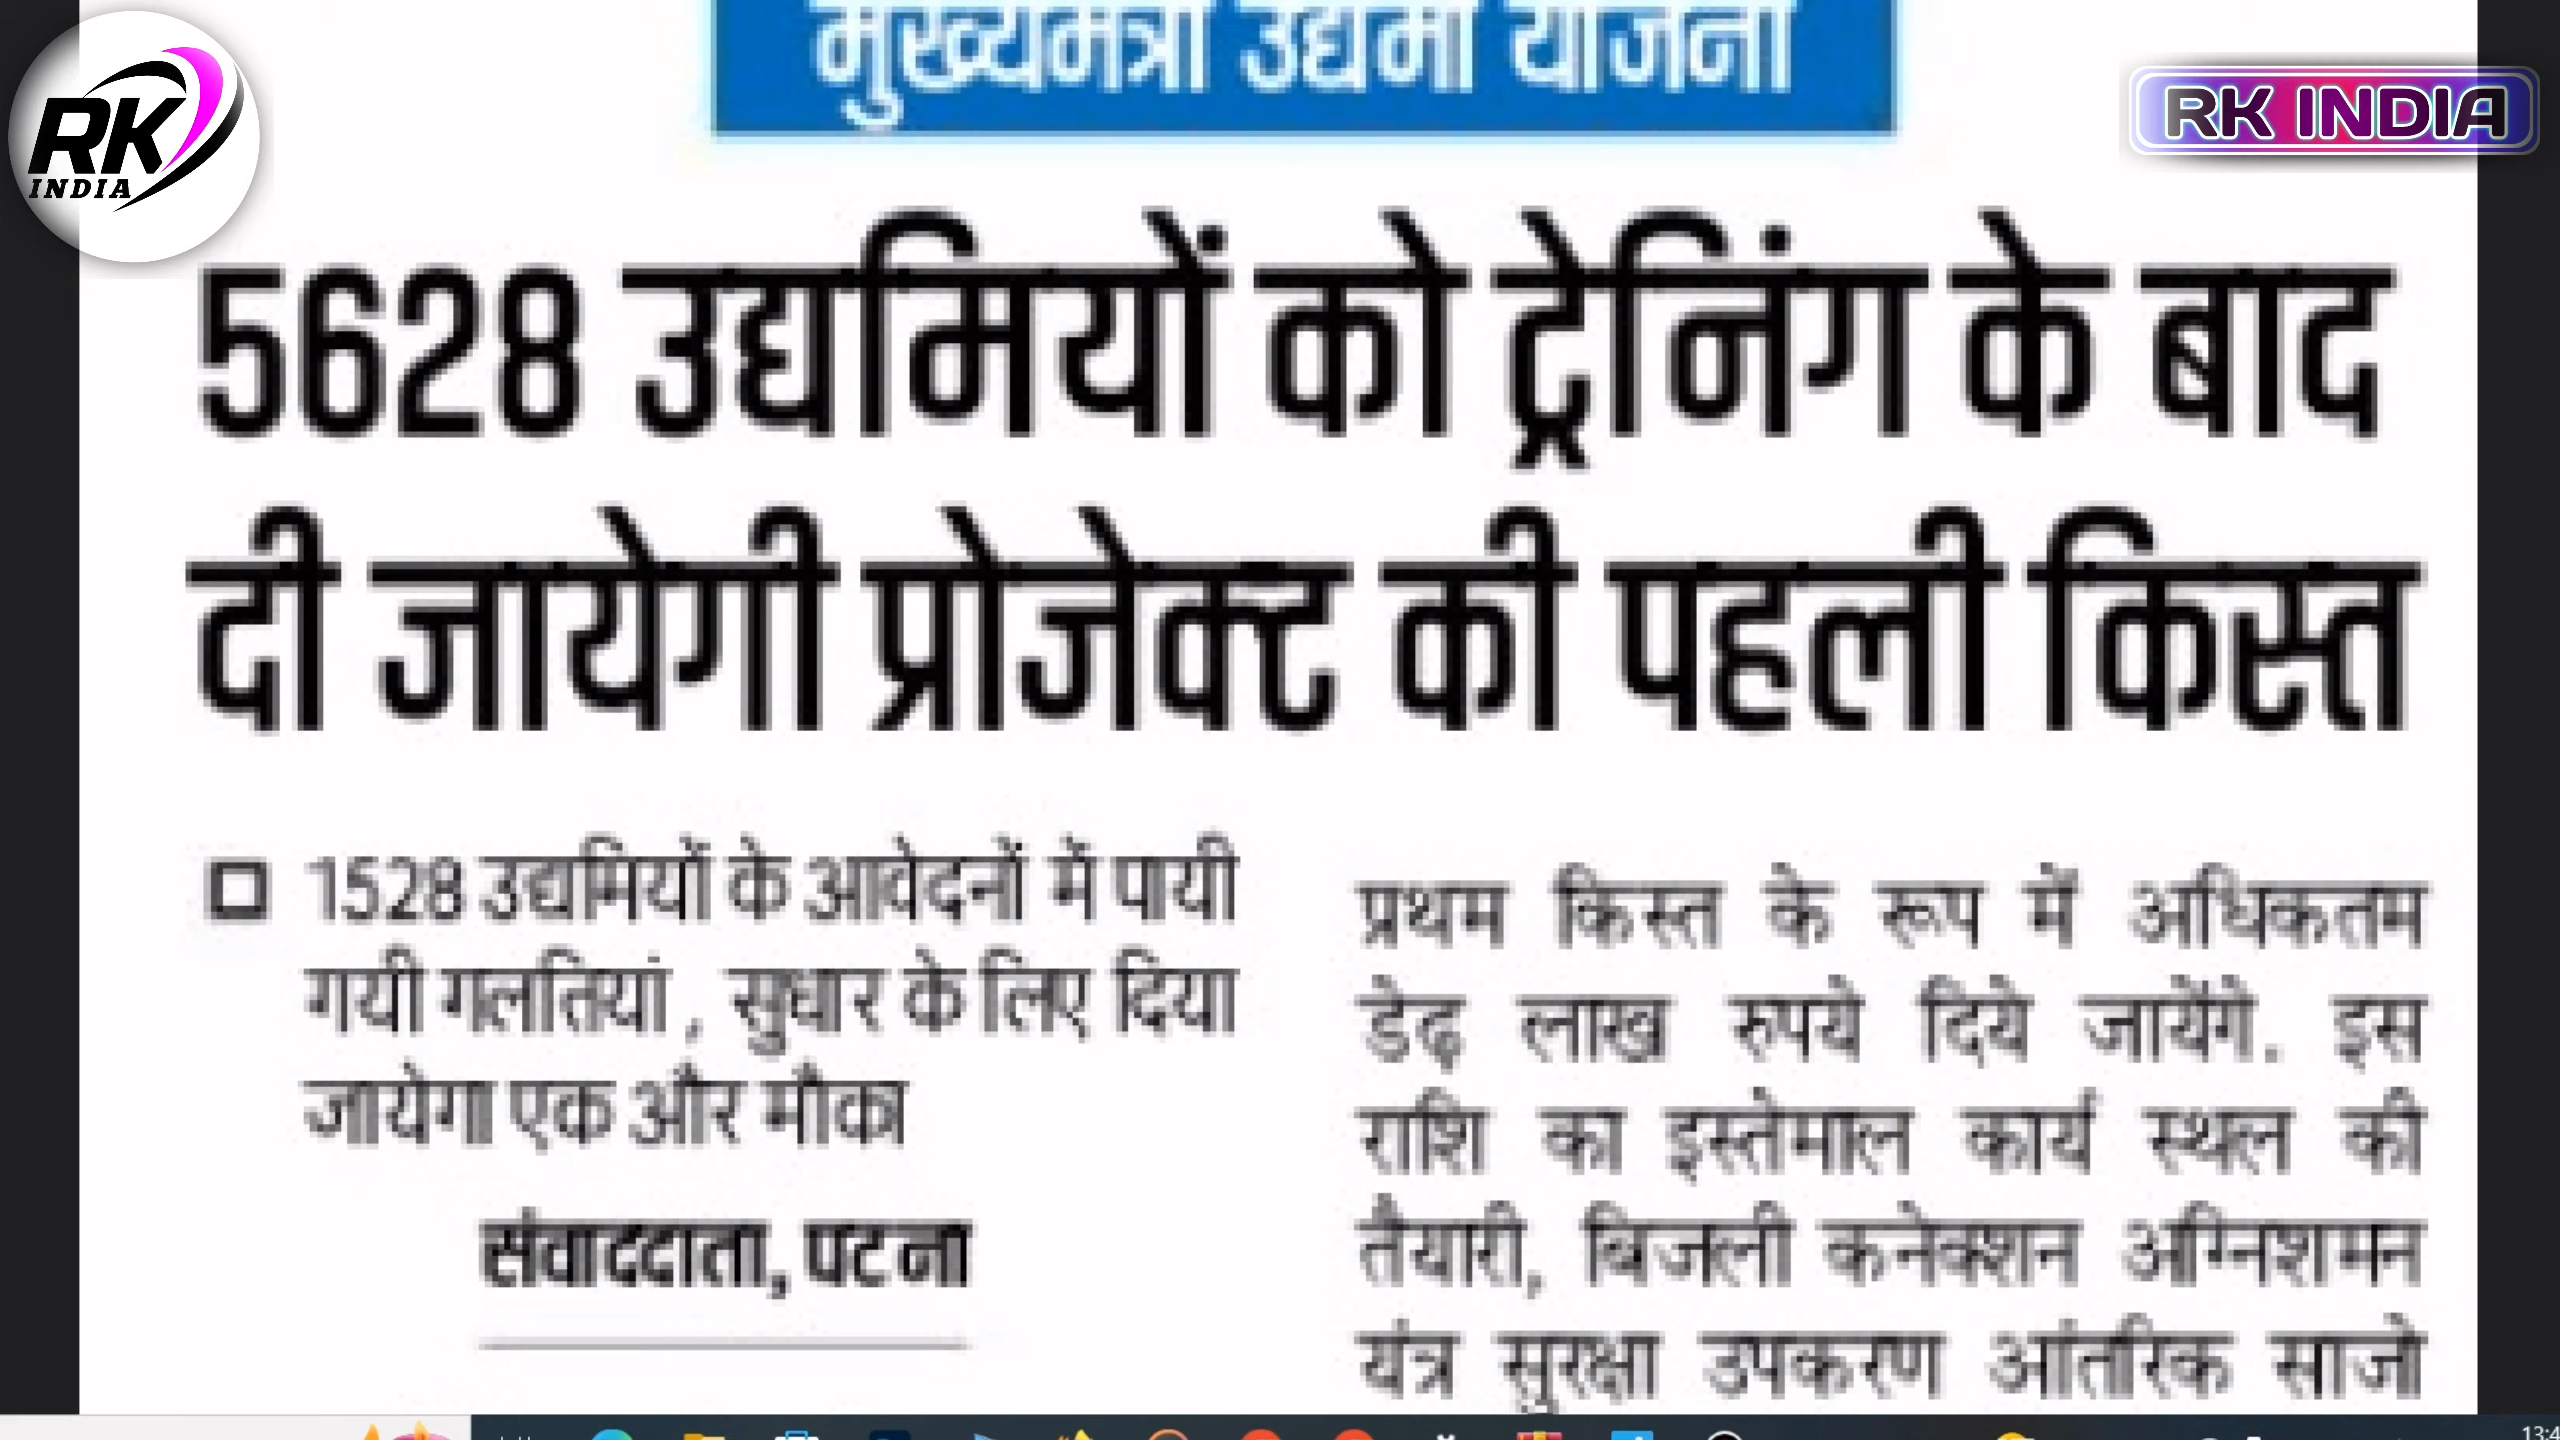 मुख्यमंत्री उद्यमी योजना
RK
INDIA
RK INDIA
5628 उद्यमियों को ट्रेनिंग के बाद
दी जायेगी प्रोजेक्ट की पहली किस्त
1528 उद्यमियों के आवेदनों में पायी
गयी गलतियां, सुधार के लिए दिया
जायेगा एक और मौका
संवाददाता, पटना
प्रथम किस्त के रूप में अधिकतम
डेढ़ लाख रुपये दिये जायेंगे. इस
राशि का इस्तेमाल कार्य स्थल की
तैयारी, बिजली कनेक्शन अग्निशमन
यंत्र सुरक्षा उपकरण आंतरिक साजो
13:4